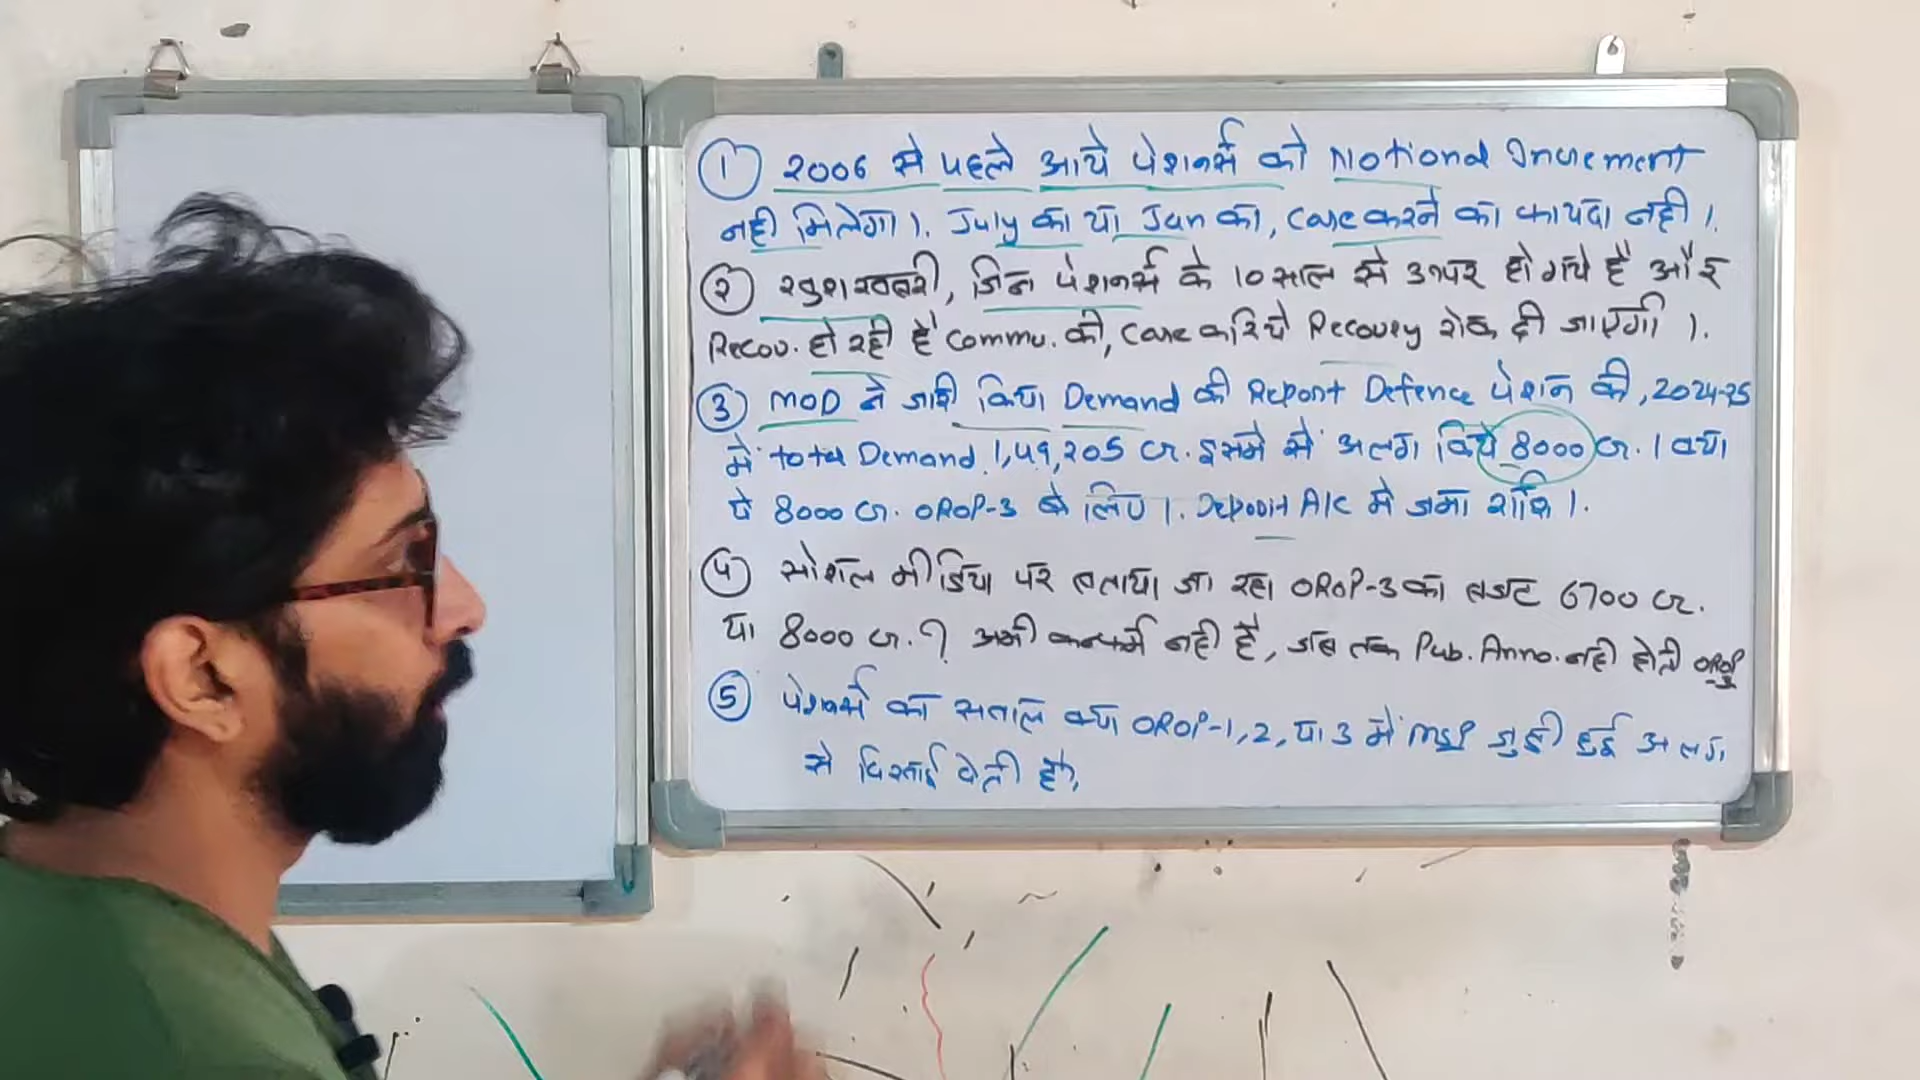 ① 2006 से पहले आये पेशनर्स को Notional Increment
नही मिलेगा। July का या Jan का, Case करने का फायदा नही।
② खुशखबरी, जिन पेशनर्स के 10 साल से उपर हो गये है और
Recov. हो रही है Commu. की, Case करिये Recovery रोक दी जाएगी।
③ MOD ने जारी किया Demand की Report Defence पेशन की, 2024-25
मे total Demand 1,41,205 Cr. इसमे से अलग किये 8000 Cr. । क्या
ये 8000 Cr. OROP-3 के लिए।. Deposit A/C मे जमा राशि।.
④ सोशल मीडिया पर बताया जा रहा OROP-3 का बजट 6700 Cr.
या 8000 Cr. ? अभी कन्फर्म नही है, जब तक Pub. Anno. नही होती OROP-3
⑤ पेशनर्स का सवाल क्या OROP-1,2, या 3 मे MSP जुडी हुई अलग
से दिखाई देती है,